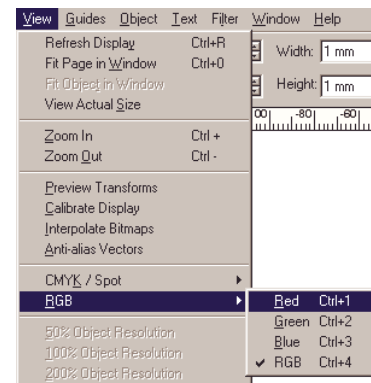 View Guides Object Text Filter Window Help
Refresh Display Ctrl+R
Fit Page in Window Ctrl+0
Fit Object in Window
View Actual Size
Zoom In Ctrl +
Zoom Out Ctrl -
Preview Transforms
Calibrate Display
Interpolate Bitmaps
Anti-alias Vectors
CMYK / Spot
RGB
50% Object Resolution
100% Object Resolution
200% Object Resolution
Width: 1 mm
Height: 1 mm
00 -80 -60
Red Ctrl+1
Green Ctrl+2
Blue Ctrl+3
✓ RGB Ctrl+4